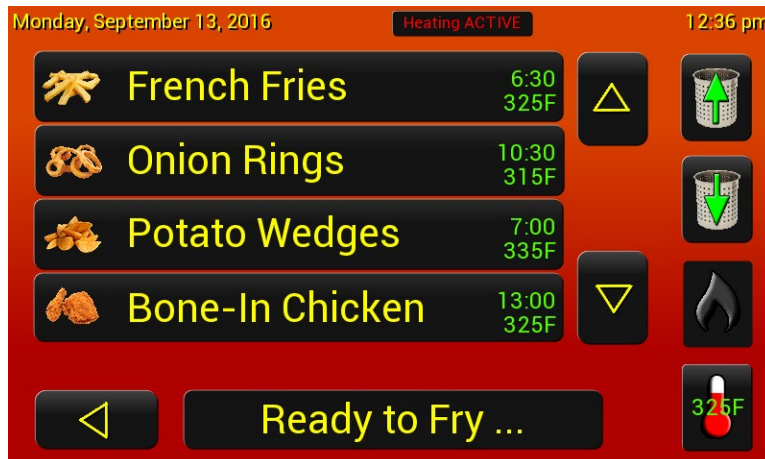 Monday, September 13, 2016 Heating ACTIVE 12:36 pm
French Fries 6:30
325F
Onion Rings 10:30
315F
Potato Wedges 7:00
335F
Bone-In Chicken 13:00
325F
Ready to Fry ... 325F